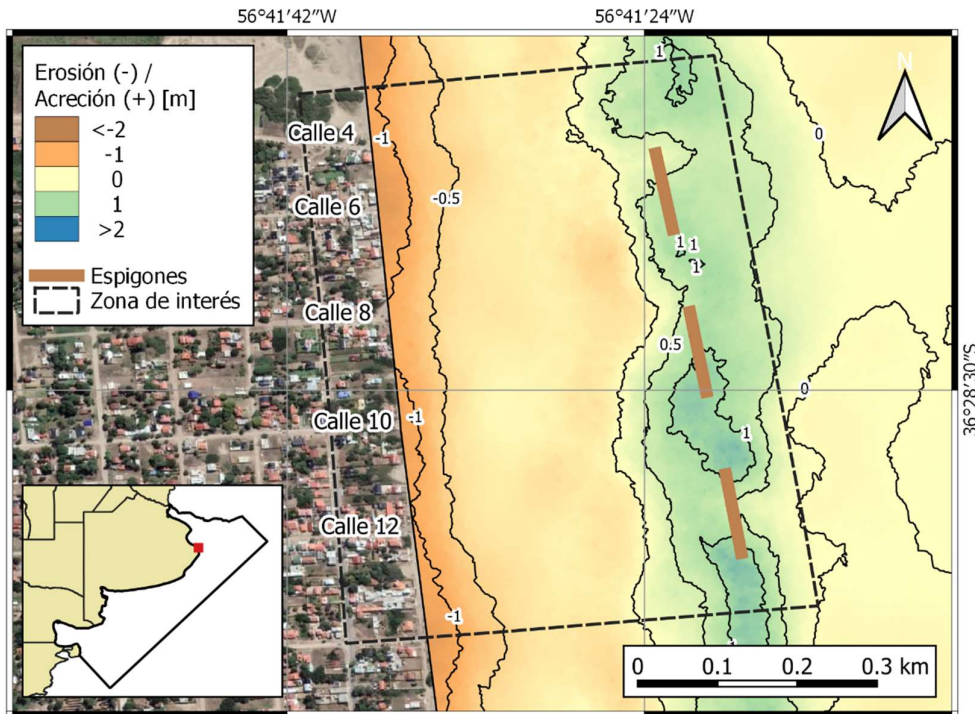 56°41'42"W
56°41'24"W
Erosión (-) /
Acreción (+) [m]
<-2
-1
0
1
>2
Espigones
Zona de interés
N
Calle 4
Calle 6
Calle 8
Calle 10
Calle 12
-1
-0.5
-1
-1
1
0
1 1
1
0.5
0
1
36°28'30"S
0 0.1 0.2 0.3 km